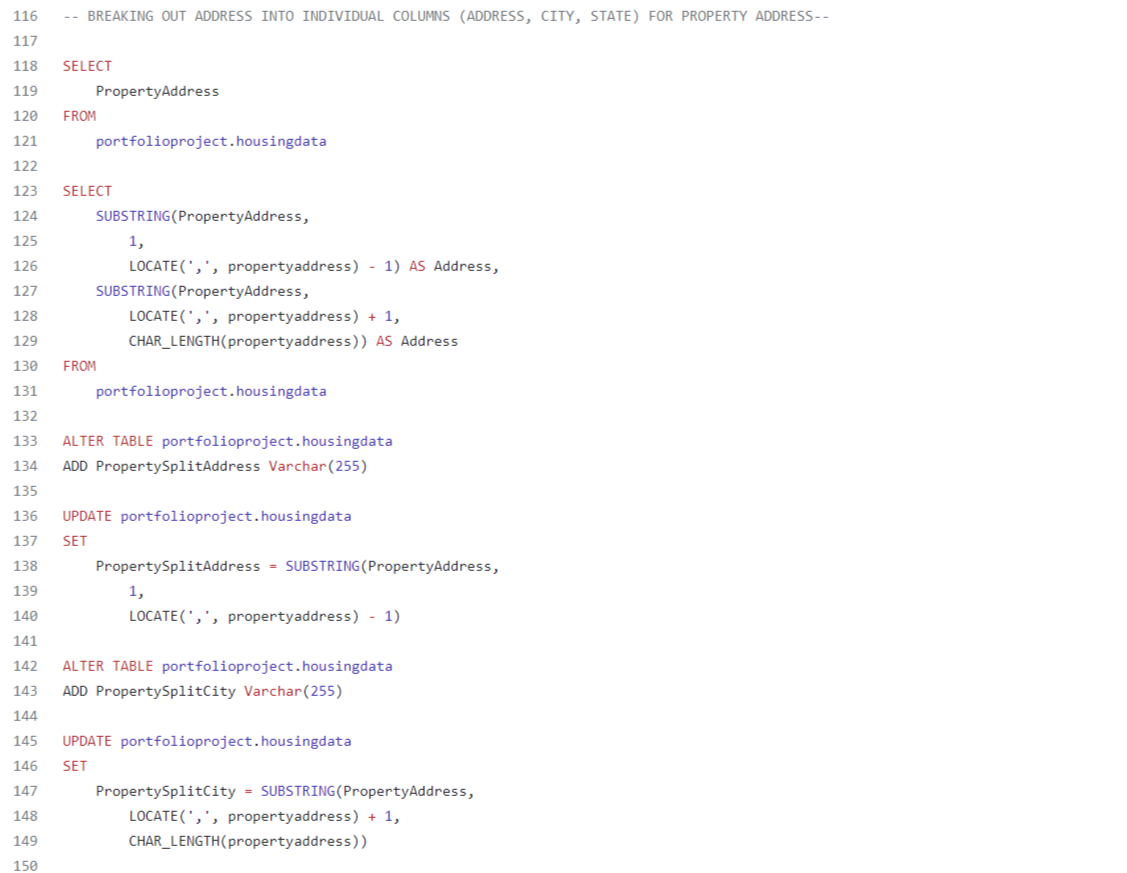 116 -- BREAKING OUT ADDRESS INTO INDIVIDUAL COLUMNS (ADDRESS, CITY, STATE) FOR PROPERTY ADDRESS--
117
118 SELECT
119     PropertyAddress
120 FROM
121     portfolioproject.housingdata
122
123 SELECT
124     SUBSTRING(PropertyAddress,
125         1,
126         LOCATE(',', propertyaddress) - 1) AS Address,
127     SUBSTRING(PropertyAddress,
128         LOCATE(',', propertyaddress) + 1,
129         CHAR_LENGTH(propertyaddress)) AS Address
130 FROM
131     portfolioproject.housingdata
132
133 ALTER TABLE portfolioproject.housingdata
134 ADD PropertySplitAddress Varchar(255)
135
136 UPDATE portfolioproject.housingdata
137 SET
138     PropertySplitAddress = SUBSTRING(PropertyAddress,
139         1,
140         LOCATE(',', propertyaddress) - 1)
141
142 ALTER TABLE portfolioproject.housingdata
143 ADD PropertySplitCity Varchar(255)
144
145 UPDATE portfolioproject.housingdata
146 SET
147     PropertySplitCity = SUBSTRING(PropertyAddress,
148         LOCATE(',', propertyaddress) + 1,
149         CHAR_LENGTH(propertyaddress))
150